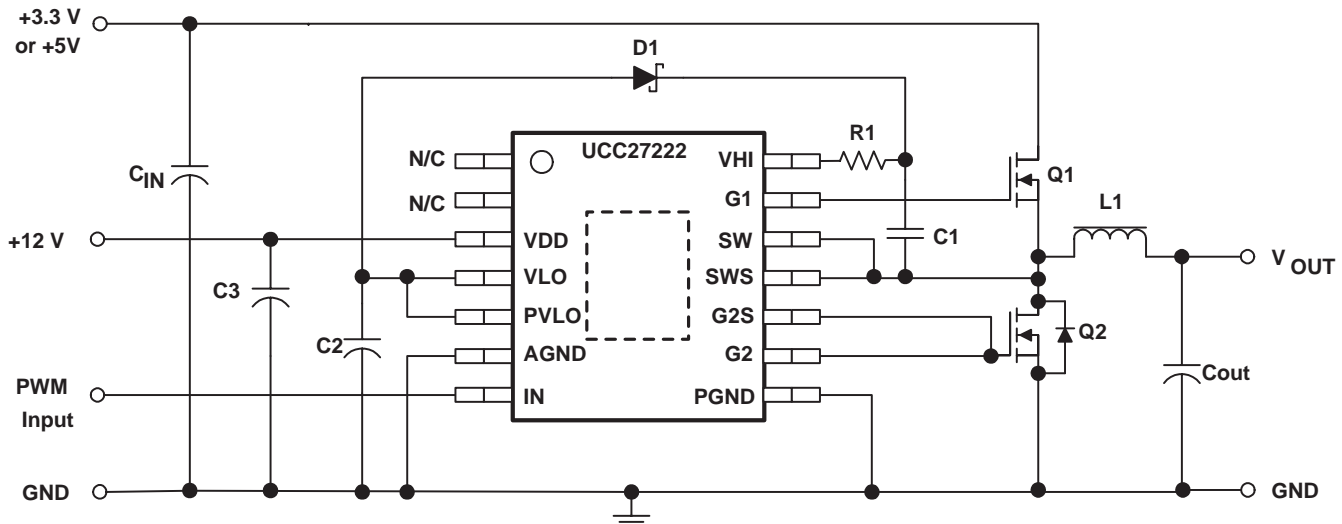 +3.3 V
or +5V
D1
R1
UCC27222
N/C
VHI
Q1
C
IN
N/C
G1
L1
+12 V
VDD
SW
C1
V
OUT
C3
VLO
SWS
C2
PVLO
G2S
Q2
AGND
G2
Cout
PWM
Input
IN
PGND
GND
GND